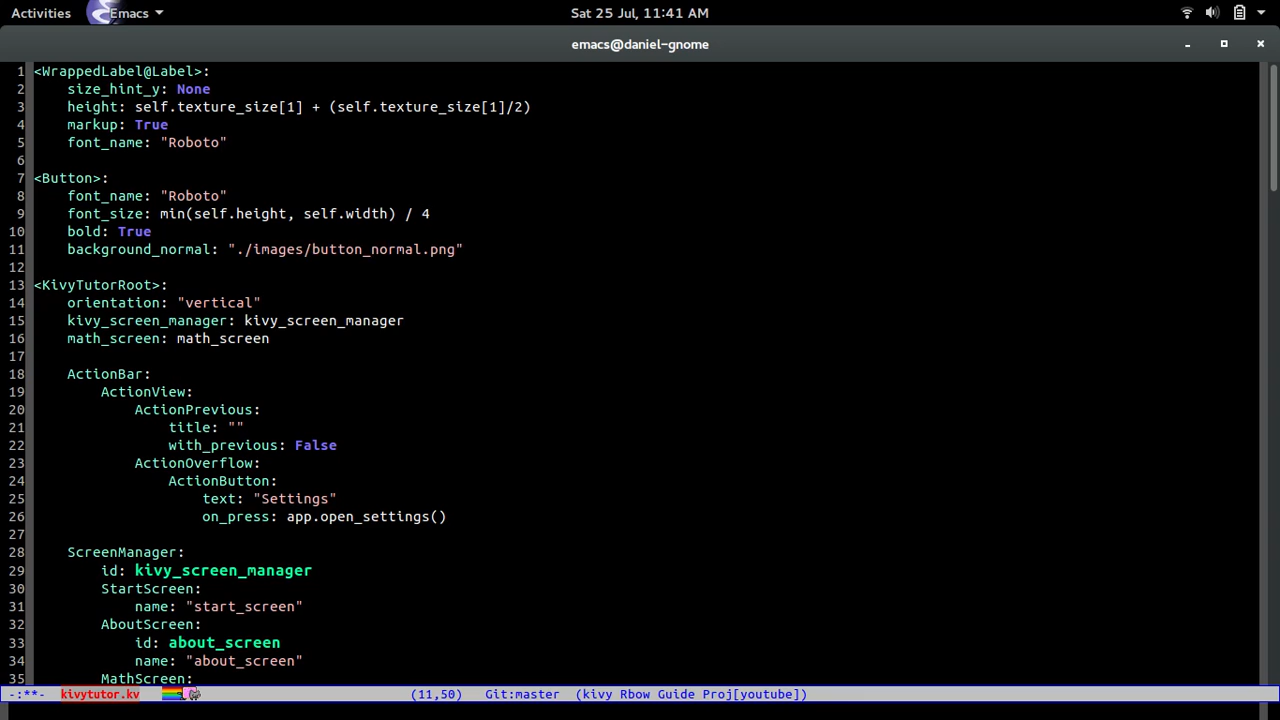 Activities Emacs Sat 25 Jul, 11:41 AM
emacs@daniel-gnome
1 <WrappedLabel@Label>:
2     size_hint_y: None
3     height: self.texture_size[1] + (self.texture_size[1]/2)
4     markup: True
5     font_name: "Roboto"
6
7 <Button>:
8     font_name: "Roboto"
9     font_size: min(self.height, self.width) / 4
10     bold: True
11     background_normal: "./images/button_normal.png"
12
13 <KivyTutorRoot>:
14     orientation: "vertical"
15     kivy_screen_manager: kivy_screen_manager
16     math_screen: math_screen
17
18     ActionBar:
19         ActionView:
20             ActionPrevious:
21                 title: ""
22                 with_previous: False
23             ActionOverflow:
24                 ActionButton:
25                     text: "Settings"
26                     on_press: app.open_settings()
27
28     ScreenManager:
29         id: kivy_screen_manager
30         StartScreen:
31             name: "start_screen"
32         AboutScreen:
33             id: about_screen
34             name: "about_screen"
35         MathScreen:
-:**- kivytutor.kv (11,50) Git:master (kivy Rbow Guide Proj[youtube])